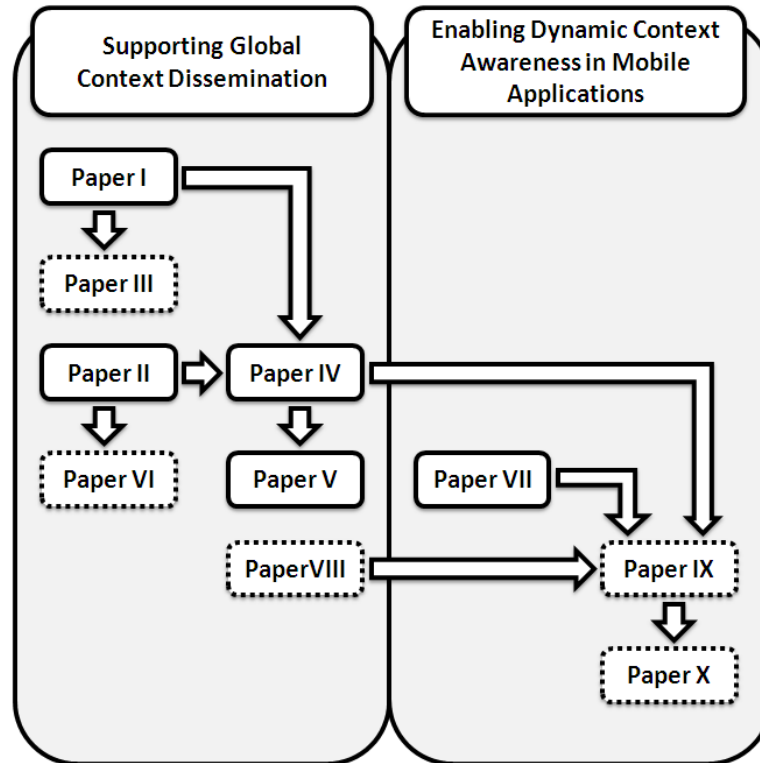 Supporting Global
Context Dissemination
Enabling Dynamic Context
Awareness in Mobile
Applications
Paper I
Paper III
Paper II
Paper IV
Paper VI
Paper V
Paper VII
PaperVIII
Paper IX
Paper X